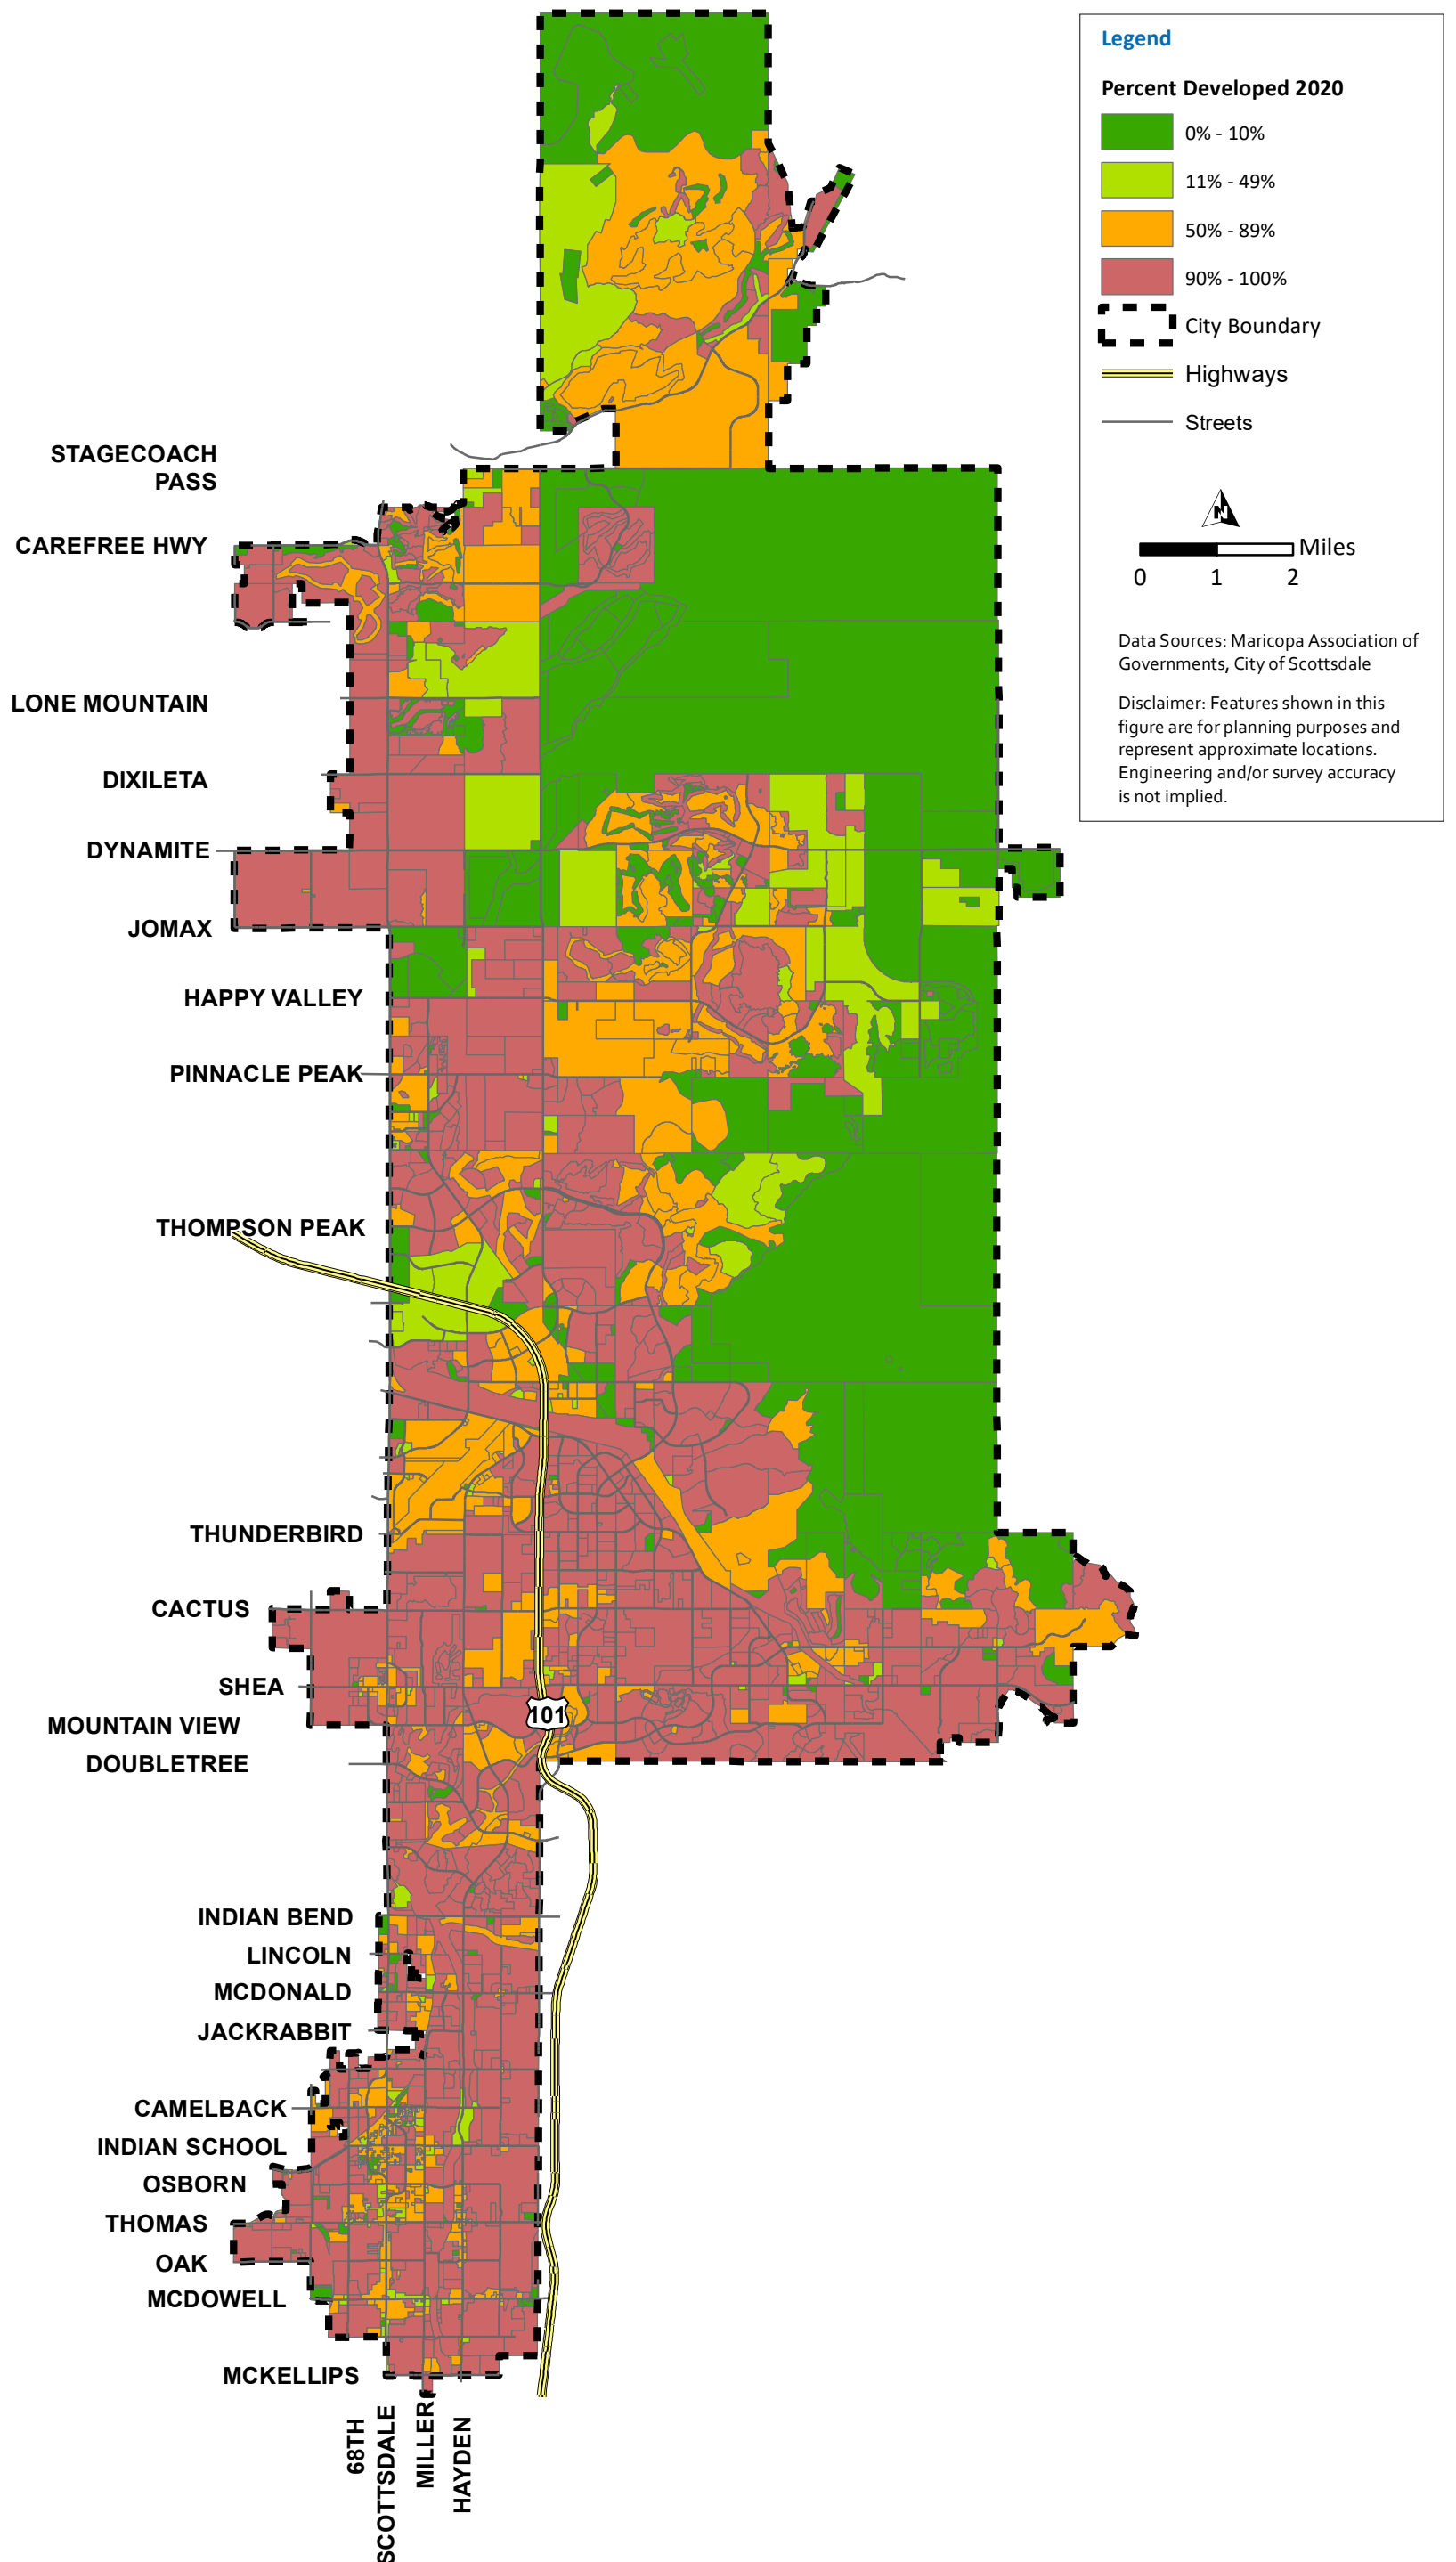 Legend
Percent Developed 2020
0% - 10%
11% - 49%
50% - 89%
90% - 100%
City Boundary
Highways
Streets
N
Miles
0 1 2
Data Sources: Maricopa Association of
Governments, City of Scottsdale
Disclaimer: Features shown in this
figure are for planning purposes and
represent approximate locations.
Engineering and/or survey accuracy
is not implied.
STAGECOACH
PASS
CAREFREE HWY
LONE MOUNTAIN
DIXILETA
DYNAMITE
JOMAX
HAPPY VALLEY
PINNACLE PEAK
THOMPSON PEAK
THUNDERBIRD
CACTUS
SHEA
101
MOUNTAIN VIEW
DOUBLETREE
INDIAN BEND
LINCOLN
MCDONALD
JACKRABBIT
CAMELBACK
INDIAN SCHOOL
OSBORN
THOMAS
OAK
MCDOWELL
MCKELLIPS
68TH
SCOTTSDALE
MILLER
HAYDEN